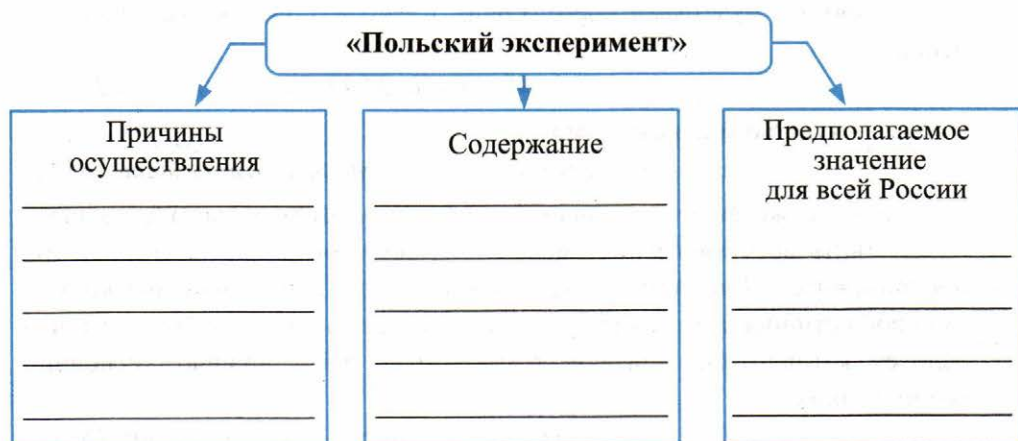 «Польский эксперимент»
Причины
осуществления
Содержание
Предполагаемое
значение
для всей России